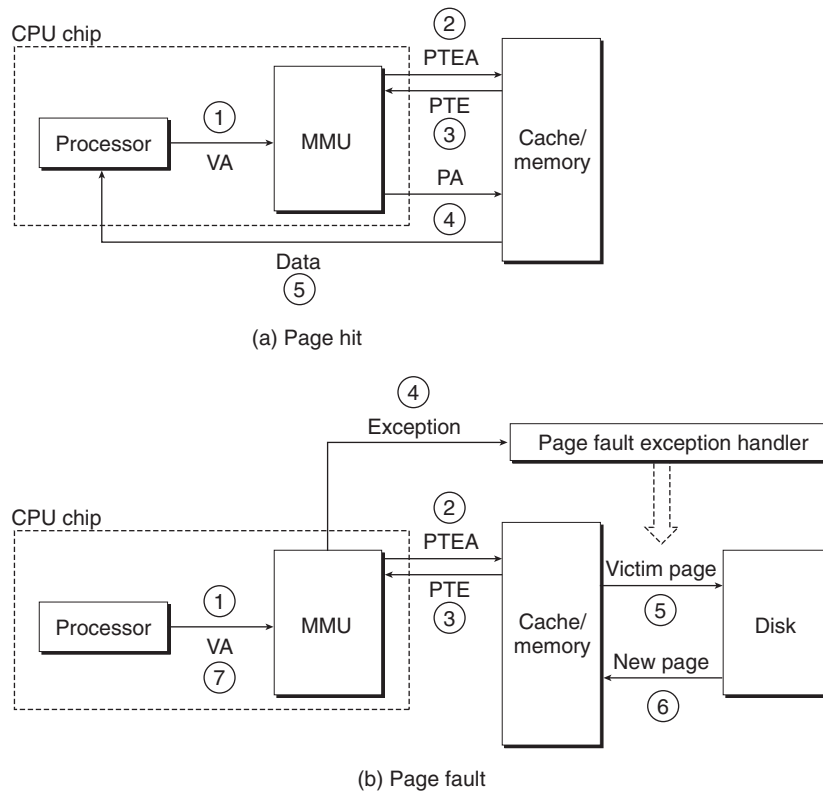 CPU chip
2
PTEA
Processor
1
VA
MMU
PTE
3
Cache/
memory
PA
4
Data
5
(a) Page hit
4
Exception
Page fault exception handler
CPU chip
2
PTEA
Processor
1
VA
7
MMU
PTE
3
Cache/
memory
Victim page
5
Disk
New page
6
(b) Page fault